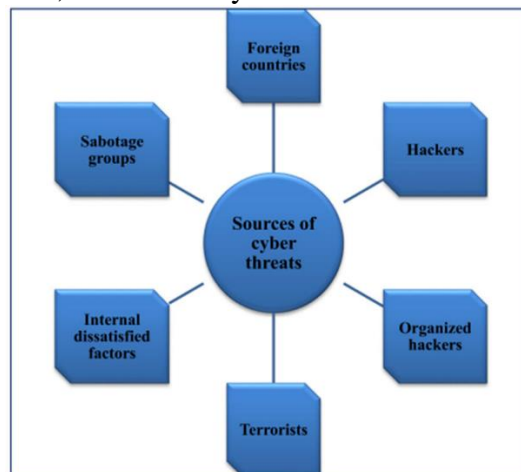 Foreign
countries
Hackers
Organized
hackers
Terrorists
Internal
dissatisfied
factors
Sabotage
groups
Sources of
cyber
threats